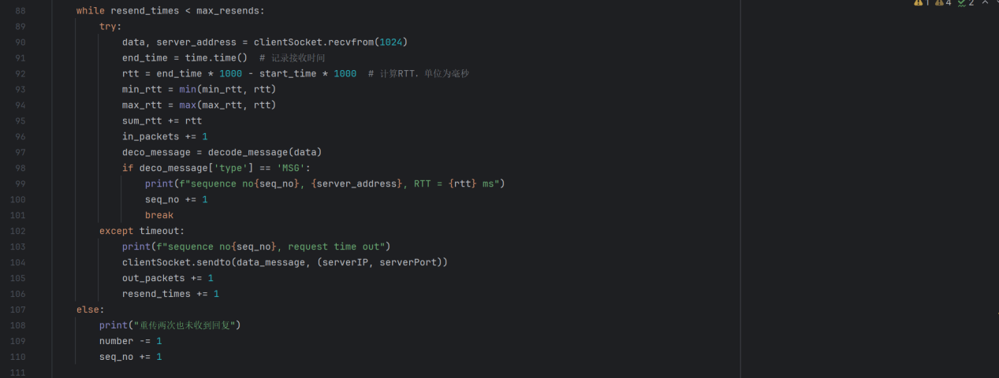 1 4 2
88 while resend_times < max_resends:
89 try:
90 data, server_address = clientSocket.recvfrom(1024)
91 end_time = time.time()  # 记录接收时间
92 rtt = end_time * 1000 - start_time * 1000  # 计算RTT，单位为毫秒
93 min_rtt = min(min_rtt, rtt)
94 max_rtt = max(max_rtt, rtt)
95 sum_rtt += rtt
96 in_packets += 1
97 deco_message = decode_message(data)
98 if deco_message['type'] == 'MSG':
99 print(f"sequence no{seq_no}, {server_address}, RTT = {rtt} ms")
100 seq_no += 1
101 break
102 except timeout:
103 print(f"sequence no{seq_no}, request time out")
104 clientSocket.sendto(data_message, (serverIP, serverPort))
105 out_packets += 1
106 resend_times += 1
107 else:
108 print("重传两次也未收到回复")
109 number -= 1
110 seq_no += 1
111